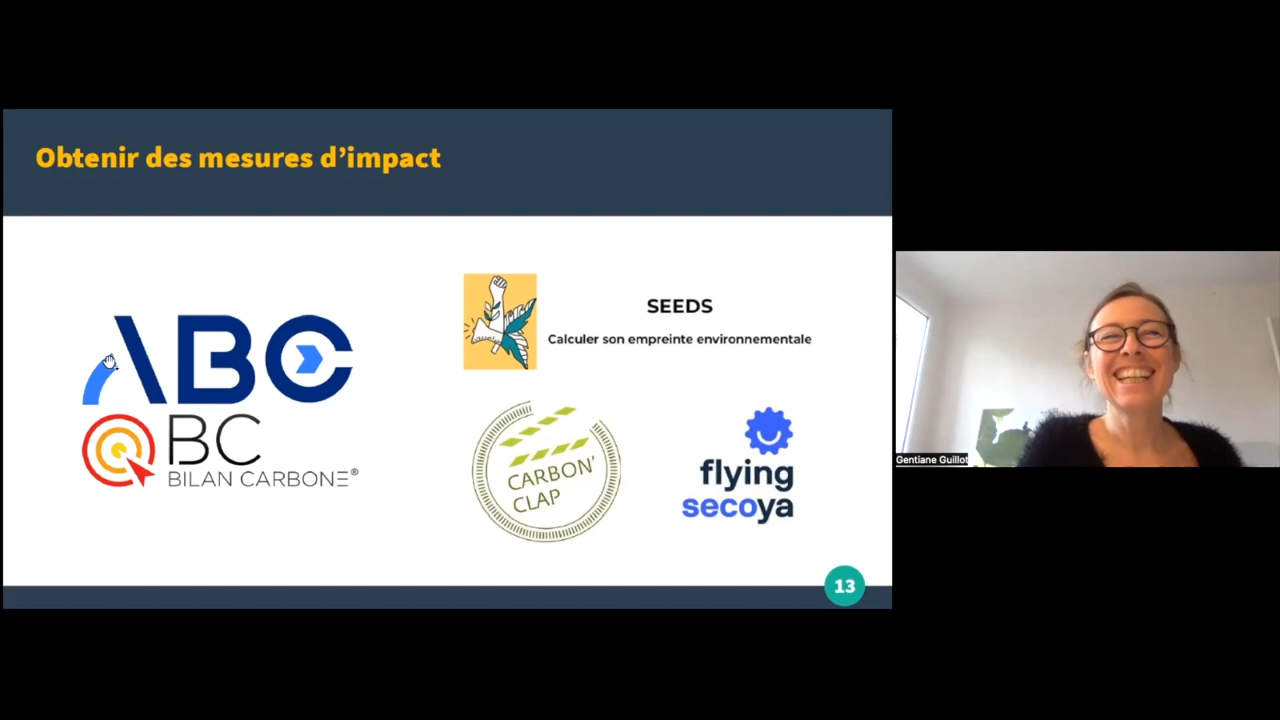 Obtenir des mesures d’impact
ABC
BC
BILAN CARBONE®
SEEDS
Calculer son empreinte environnementale
CARBON’
CLAP
flying
secoya
13
Gentiane Guillot